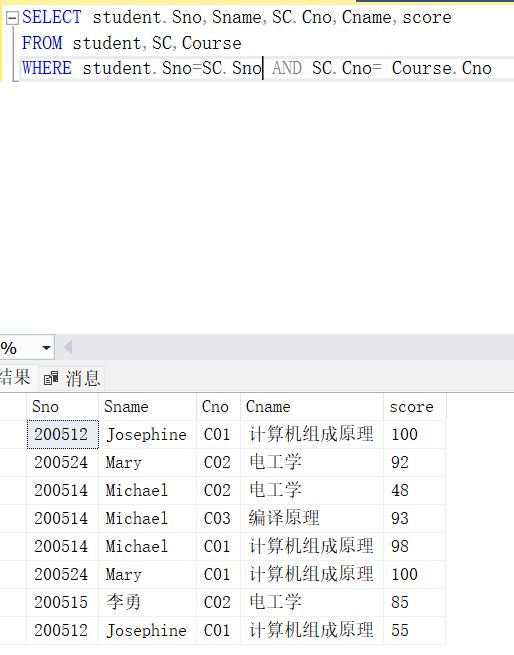 SELECT student.Sno,Sname,SC.Cno,Cname,score
FROM student,SC,Course
WHERE student.Sno=SC.Sno AND SC.Cno= Course.Cno
%
结果 消息
Sno Sname Cno Cname score
200512 Josephine C01 计算机组成原理 100
200524 Mary C02 电工学 92
200514 Michael C02 电工学 48
200514 Michael C03 编译原理 93
200514 Michael C01 计算机组成原理 98
200524 Mary C01 计算机组成原理 100
200515 李勇 C02 电工学 85
200512 Josephine C01 计算机组成原理 55